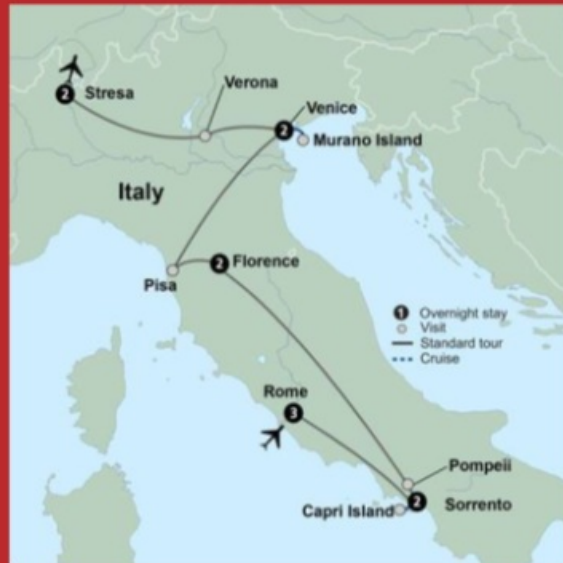 Verona
2 Stresa
Venice
2
Murano Island
Italy
2 Florence
Pisa
1 Overnight stay
Visit
Standard tour
Cruise
Rome
3
Pompeii
2 Sorrento
Capri Island